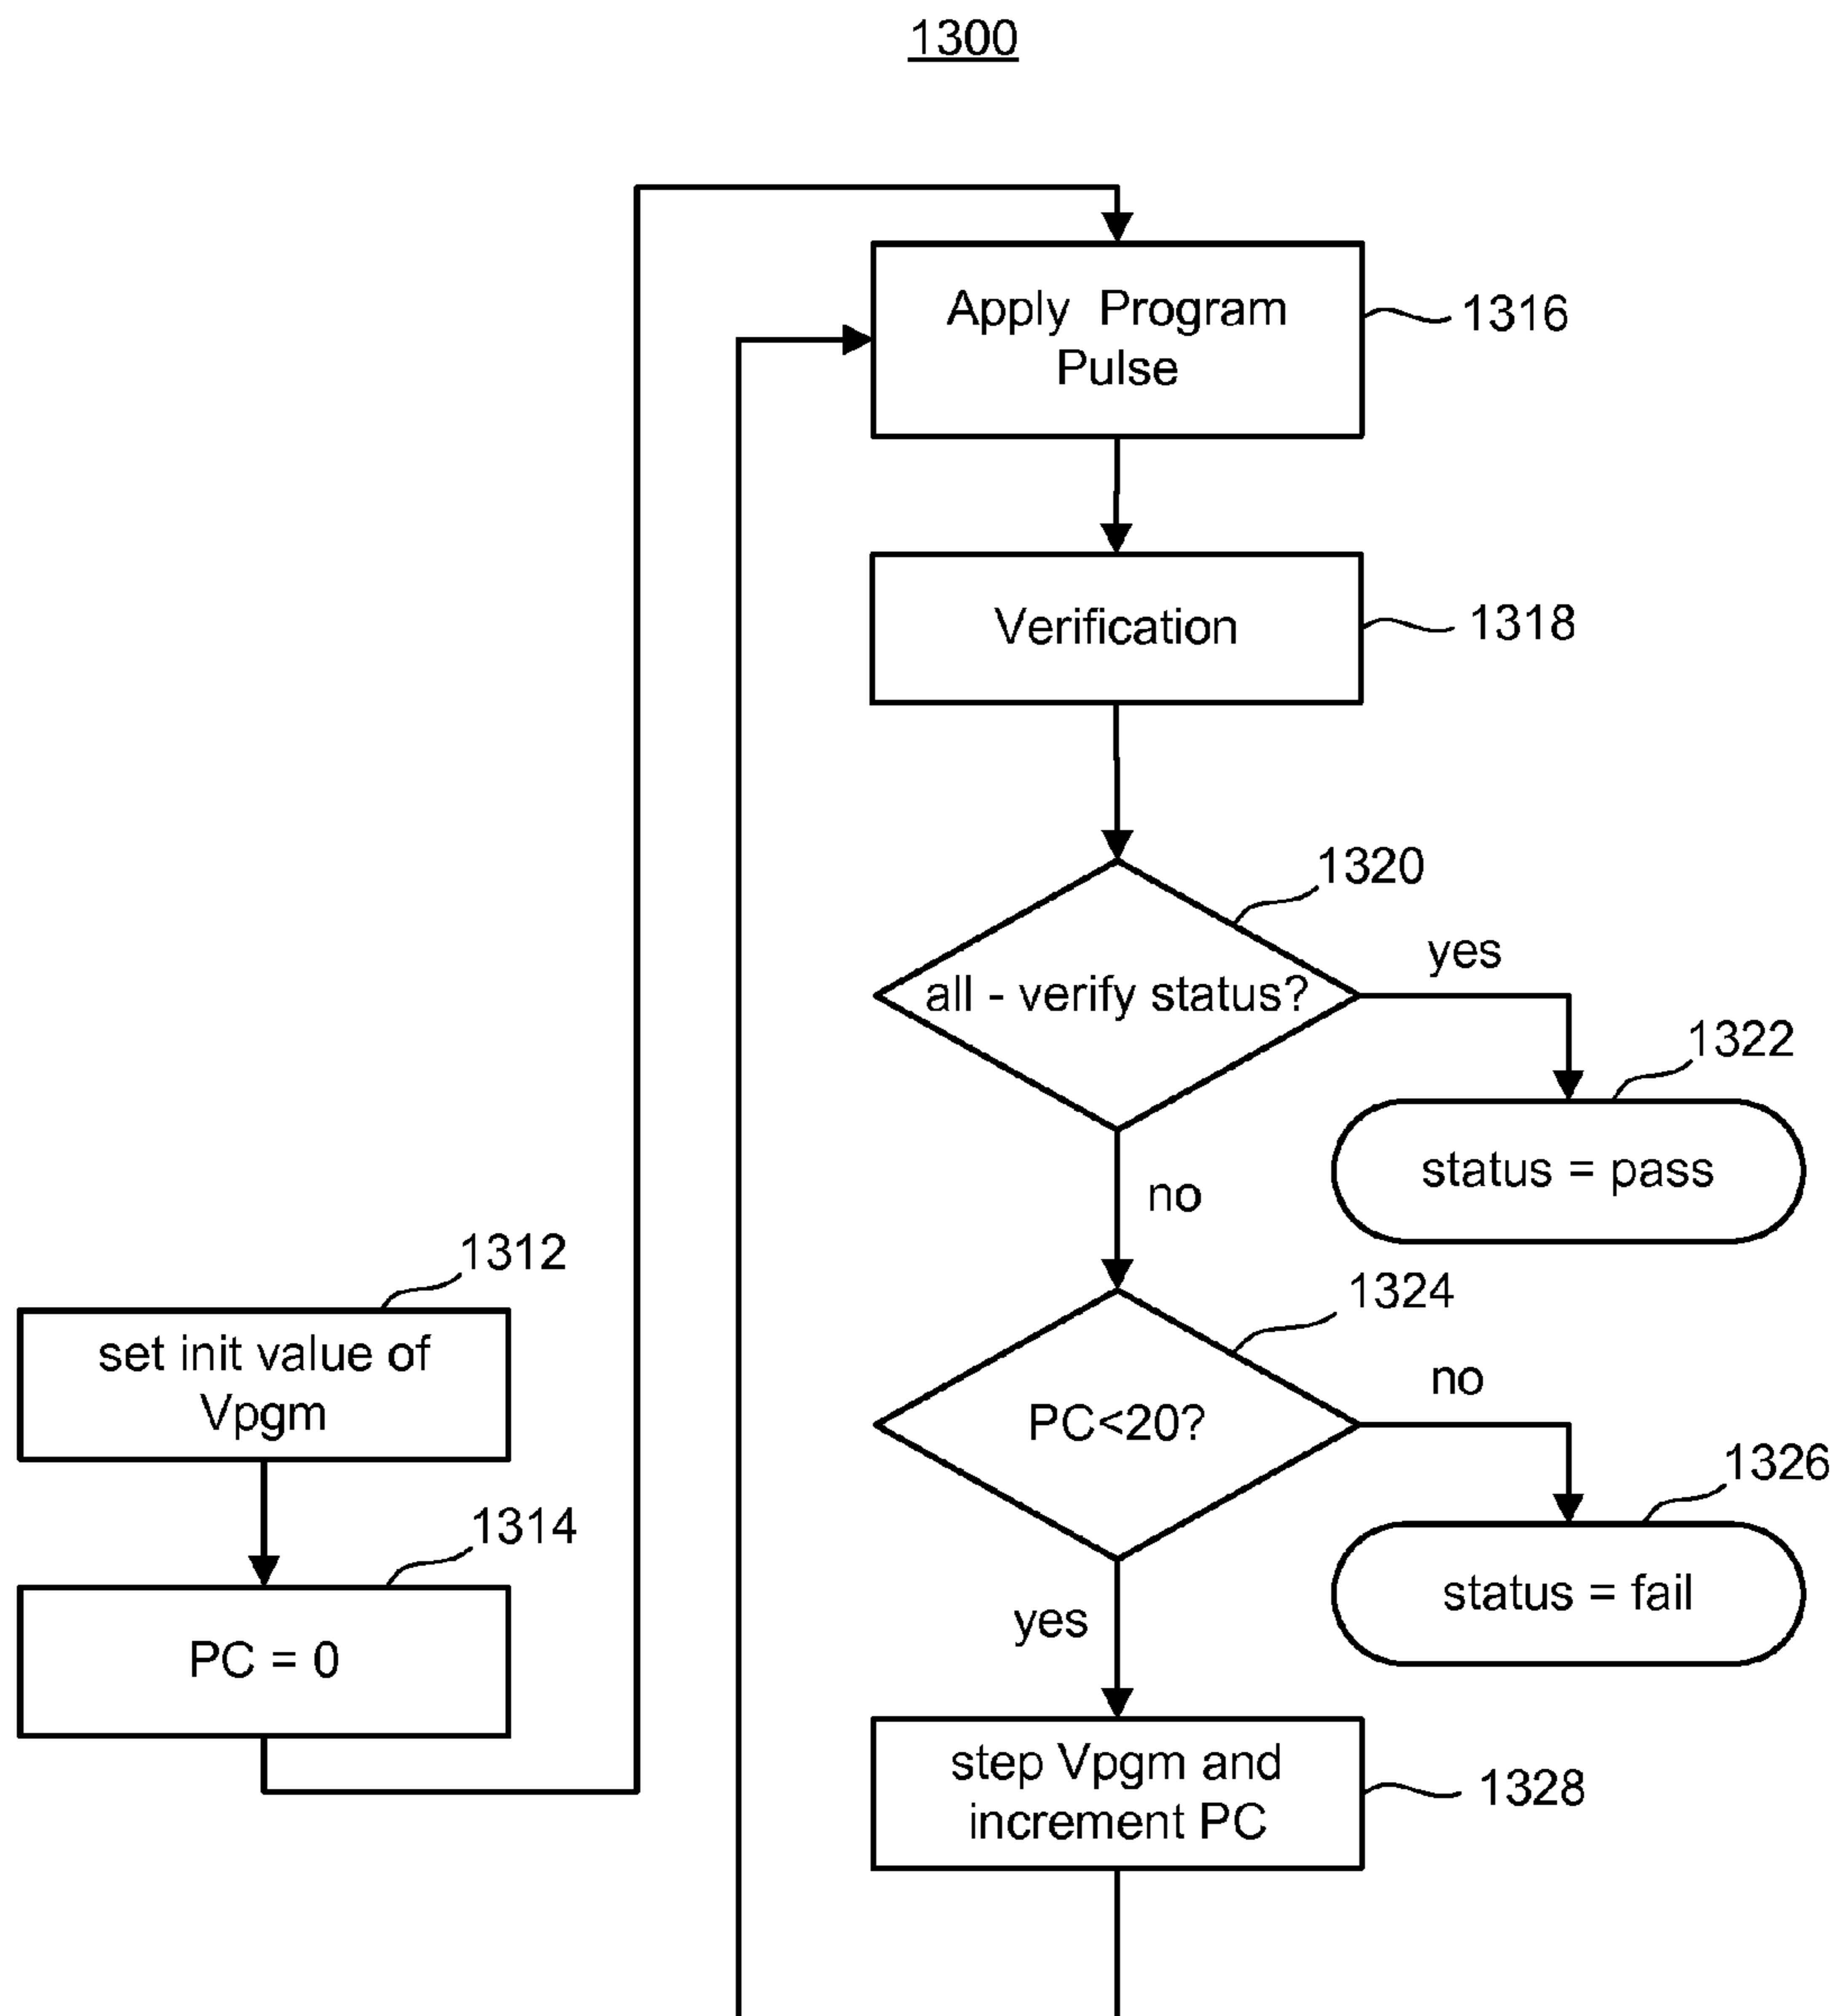 1300
Apply Program
Pulse
1316
Verification
1318
1320
all - verify status?
yes
1322
status = pass
no
1312
set init value of
Vpgm
1324
PC<20?
no
1326
status = fail
1314
PC = 0
yes
step Vpgm and
increment PC
1328